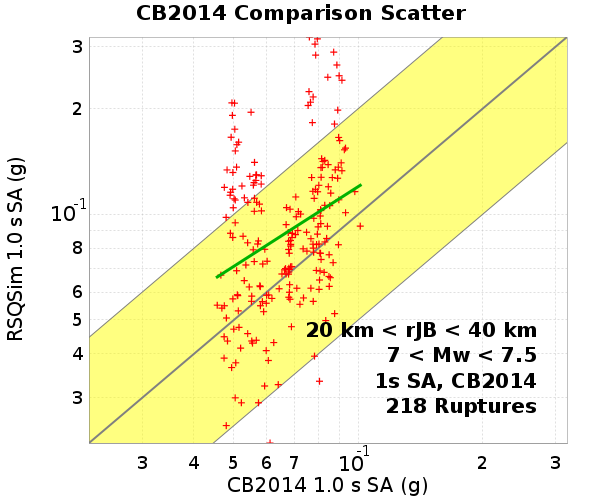 CB2014 Comparison Scatter
RSQSim 1.0 s SA (g)
3
2
10⁻¹
8
7
6
5
4
3
20 km < rJB < 40 km
7 < Mw < 7.5
1s SA, CB2014
218 Ruptures
3 4 5 6 7 10⁻¹ 2 3
CB2014 1.0 s SA (g)